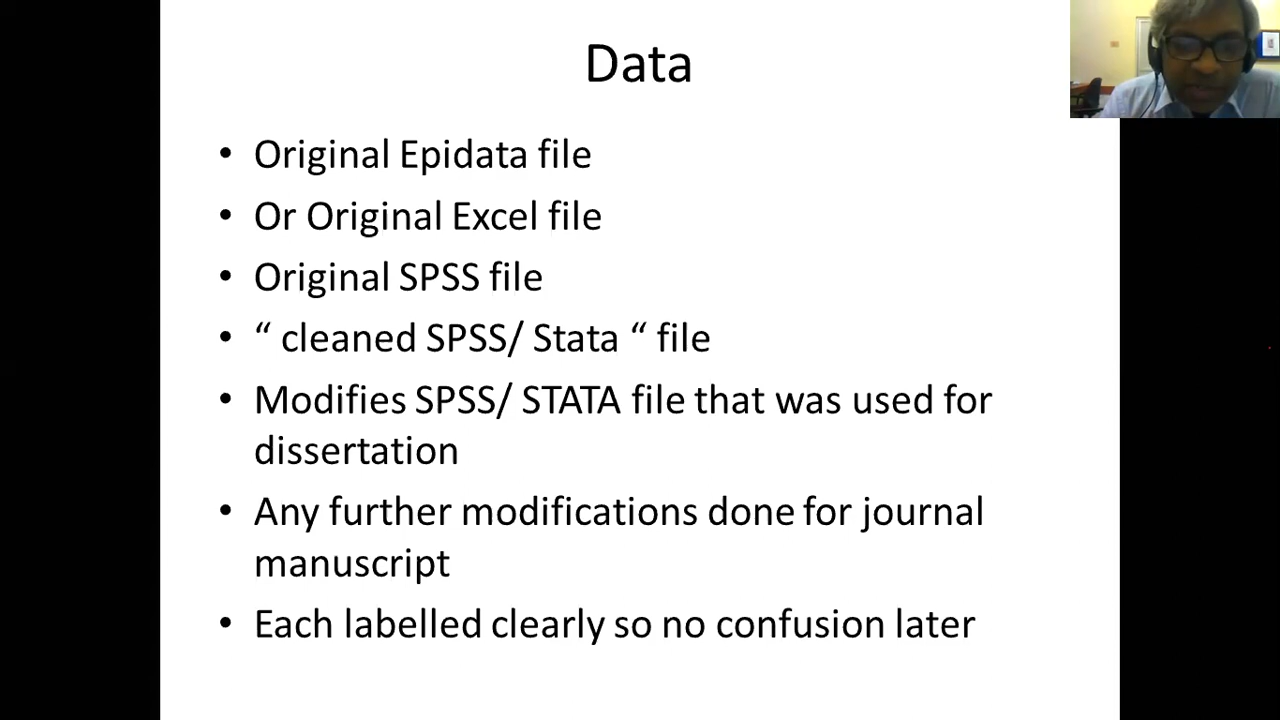 Data
• Original Epidata file
• Or Original Excel file
• Original SPSS file
• “ cleaned SPSS/ Stata “ file
• Modifies SPSS/ STATA file that was used for
dissertation
• Any further modifications done for journal
manuscript
• Each labelled clearly so no confusion later